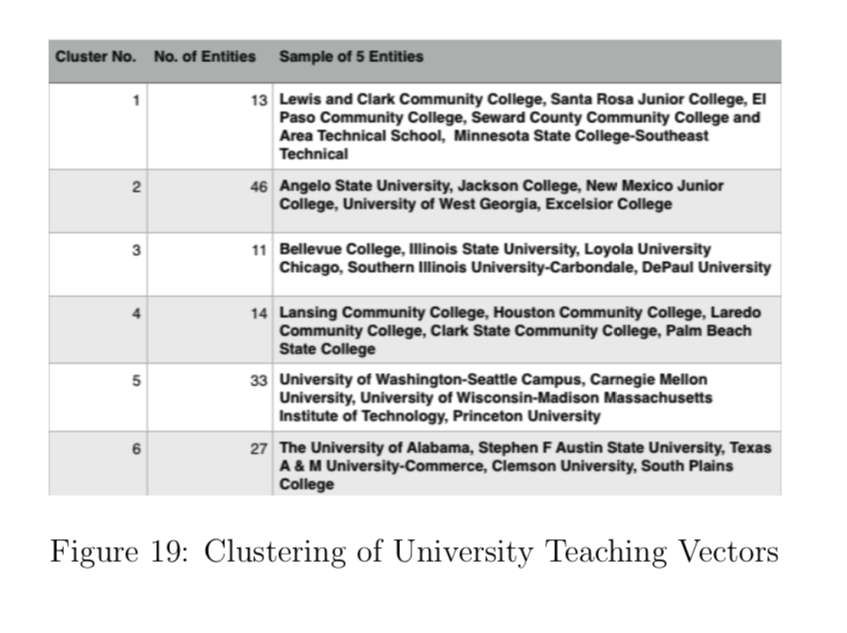 Cluster No. No. of Entities Sample of 5 Entities
1 13 Lewis and Clark Community College, Santa Rosa Junior College, El
Paso Community College, Seward County Community College and
Area Technical School, Minnesota State College-Southeast
Technical
2 46 Angelo State University, Jackson College, New Mexico Junior
College, University of West Georgia, Excelsior College
3 11 Bellevue College, Illinois State University, Loyola University
Chicago, Southern Illinois University-Carbondale, DePaul University
4 14 Lansing Community College, Houston Community College, Laredo
Community College, Clark State Community College, Palm Beach
State College
5 33 University of Washington-Seattle Campus, Carnegie Mellon
University, University of Wisconsin-Madison Massachusetts
Institute of Technology, Princeton University
6 27 The University of Alabama, Stephen F Austin State University, Texas
A & M University-Commerce, Clemson University, South Plains
College
Figure 19: Clustering of University Teaching Vectors